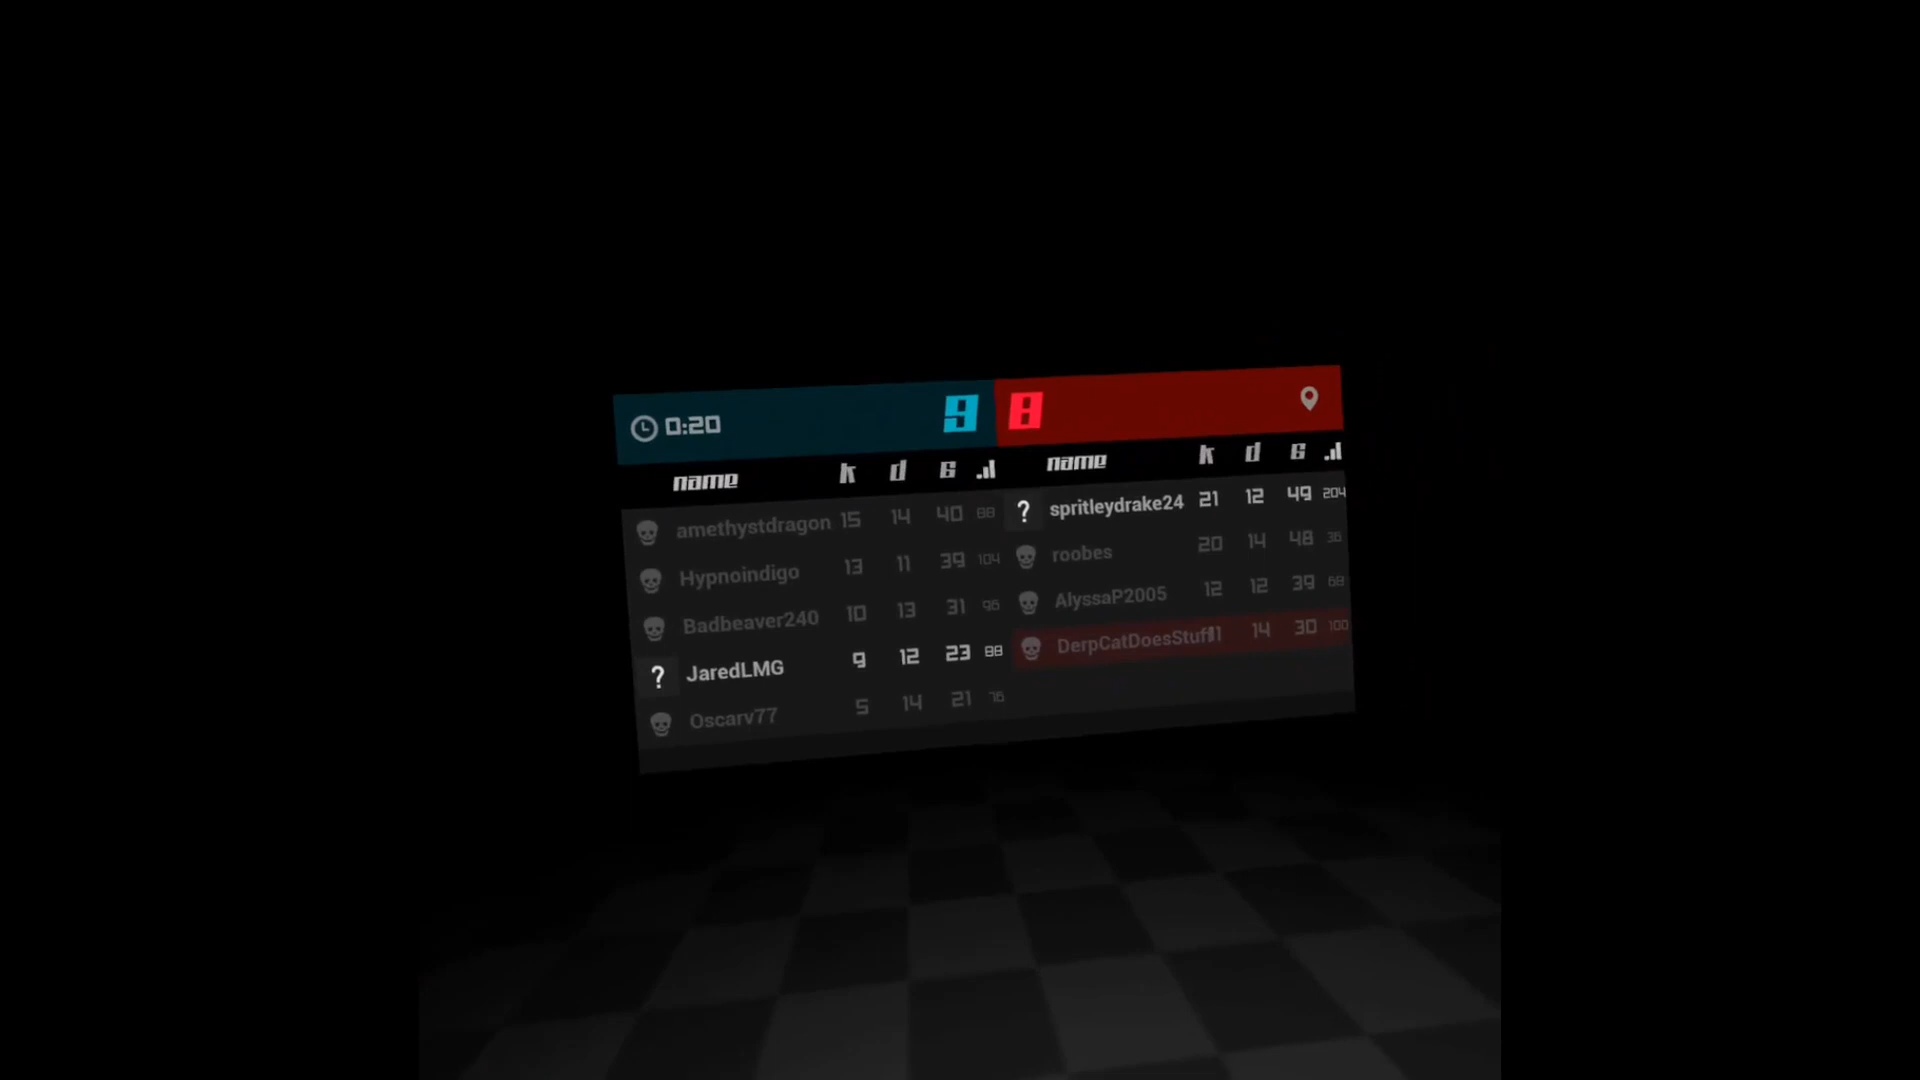 0:20 9 8
name k d G name k d G
amethystdragon 15 14 40 88 ? spritleydrake24 21 12 49 204
Hypnoindigo 13 11 39 104 roobes 20 14 48 36
Badbeaver240 10 13 31 96 AlyssaP2005 12 12 39 68
? JaredLMG 9 12 23 88 DerpCatDoesStuff 11 14 30 100
Oscarv77 5 14 21 76